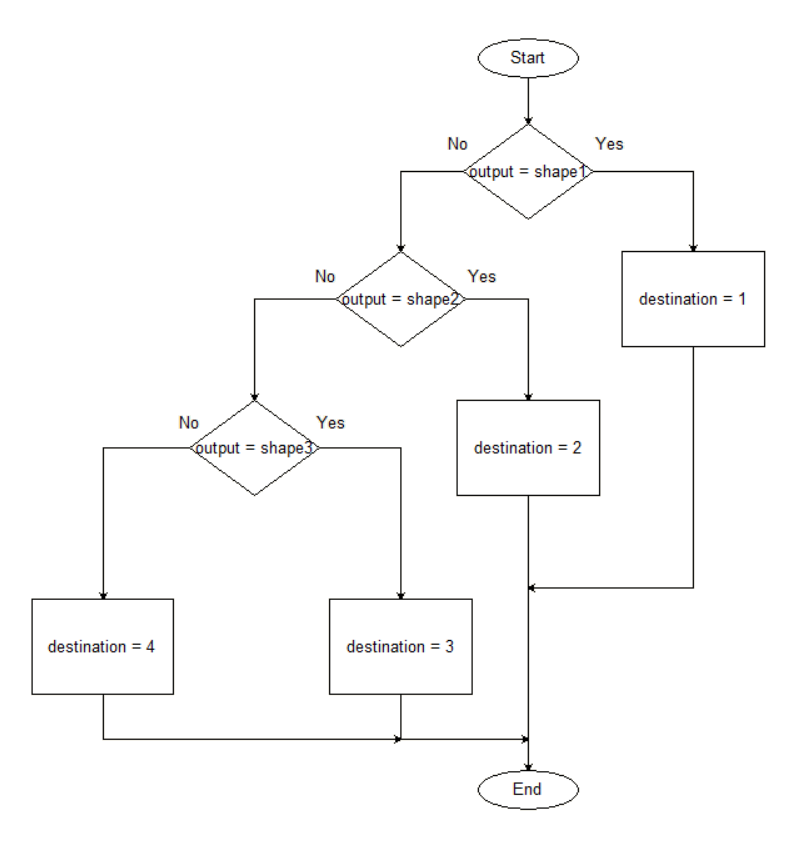 Start
No
Yes
output = shape1
No
Yes
output = shape2
destination = 1
No
Yes
output = shape3
destination = 2
destination = 4
destination = 3
End